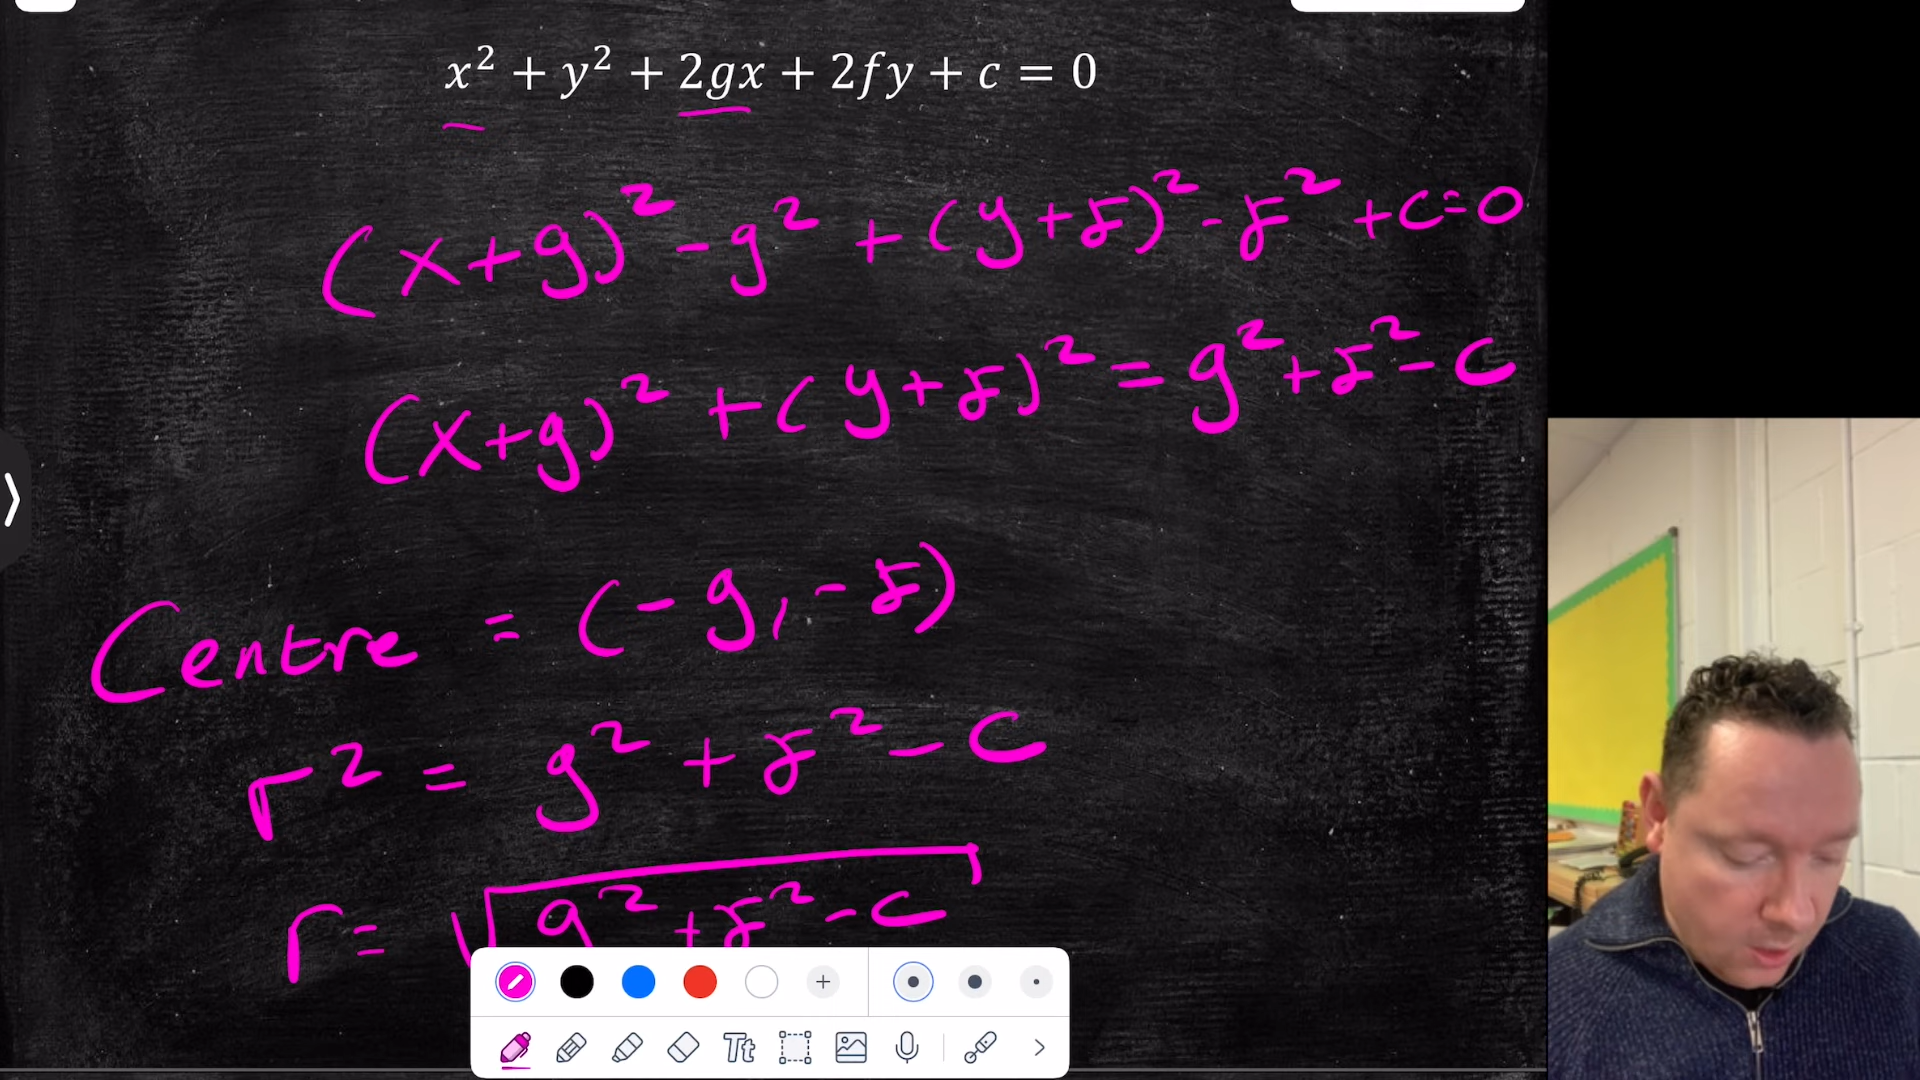 x² + y² + 2gx + 2fy + c = 0
(x+g)² - g² + (y+f)² - f² + c = 0
(x+g)² + (y+f)² = g² + f² - c
Centre = (-g, -f)
r² = g² + f² - c
r = √(g² + f² - c)
Tt